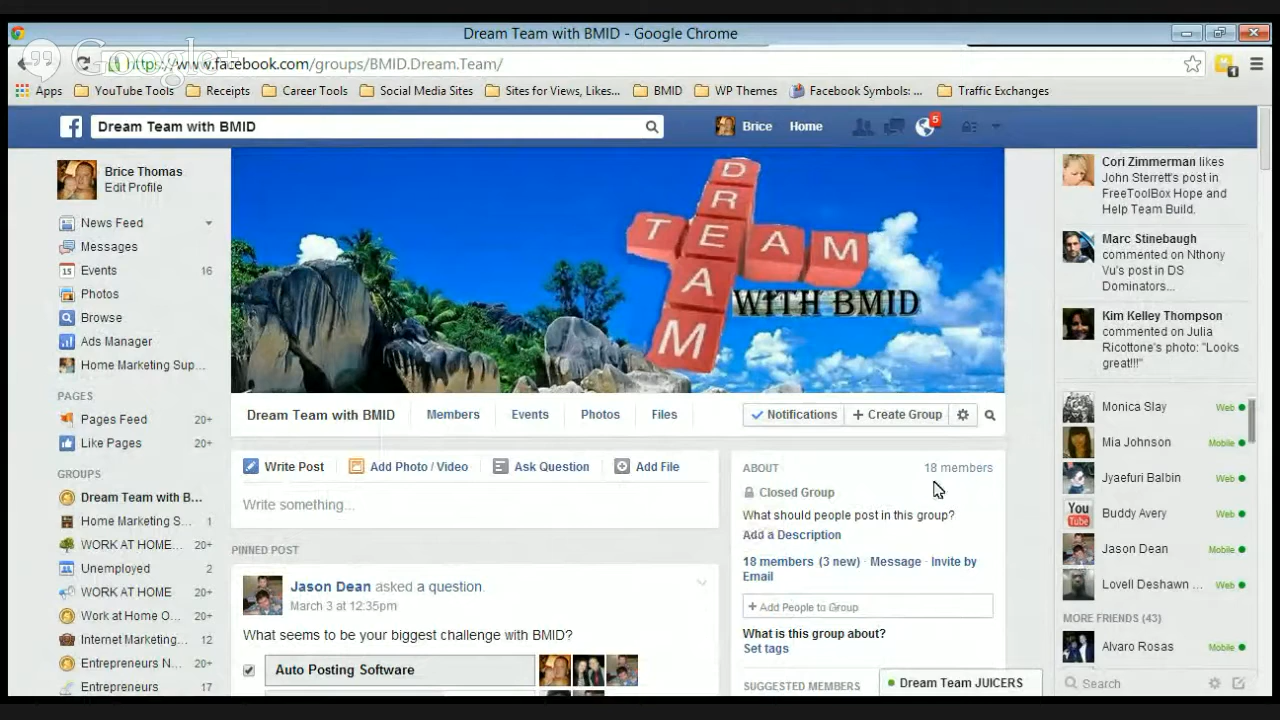 Dream Team with BMID - Google Chrome
Google+
https://www.facebook.com/groups/BMID.Dream.Team/
1
Apps YouTube Tools Receipts Career Tools Social Media Sites Sites for Views, Likes... BMID WP Themes Facebook Symbols: ... Traffic Exchanges
Dream Team with BMID
Brice Home 5
Brice Thomas
Edit Profile
News Feed
Messages
Events 16
Photos
Browse
Ads Manager
Home Marketing Sup...
PAGES
Pages Feed 20+
Like Pages 20+
GROUPS
Dream Team with B...
Home Marketing S... 1
WORK AT HOME... 20+
Unemployed 2
WORK AT HOME 20+
Work at Home O... 20+
Internet Marketing... 12
Entrepreneurs N... 20+
Entrepreneurs 17
DREAM
TEAM
WITH BMID
Dream Team with BMID Members Events Photos Files Notifications + Create Group
Write Post Add Photo / Video Ask Question Add File
Write something...
PINNED POST
Jason Dean asked a question.
March 3 at 12:35pm
What seems to be your biggest challenge with BMID?
Auto Posting Software
ABOUT 18 members
Closed Group
What should people post in this group?
Add a Description
18 members (3 new) · Message · Invite by
Email
+ Add People to Group
What is this group about?
Set tags
SUGGESTED MEMBERS
Dream Team JUICERS
Cori Zimmerman likes
John Sterrett's post in
FreeToolBox Hope and
Help Team Build.
Marc Stinebaugh
commented on Nthony
Vu's post in DS
Dominators...
Kim Kelley Thompson
commented on Julia
Ricottone's photo: "Looks
great!!!"
Monica Slay Web
Mia Johnson Mobile
Jyaefuri Balbin Web
You
Tube
Buddy Avery Web
Jason Dean Mobile
Lovell Deshawn ... Web
MORE FRIENDS (43)
Alvaro Rosas Mobile
Search